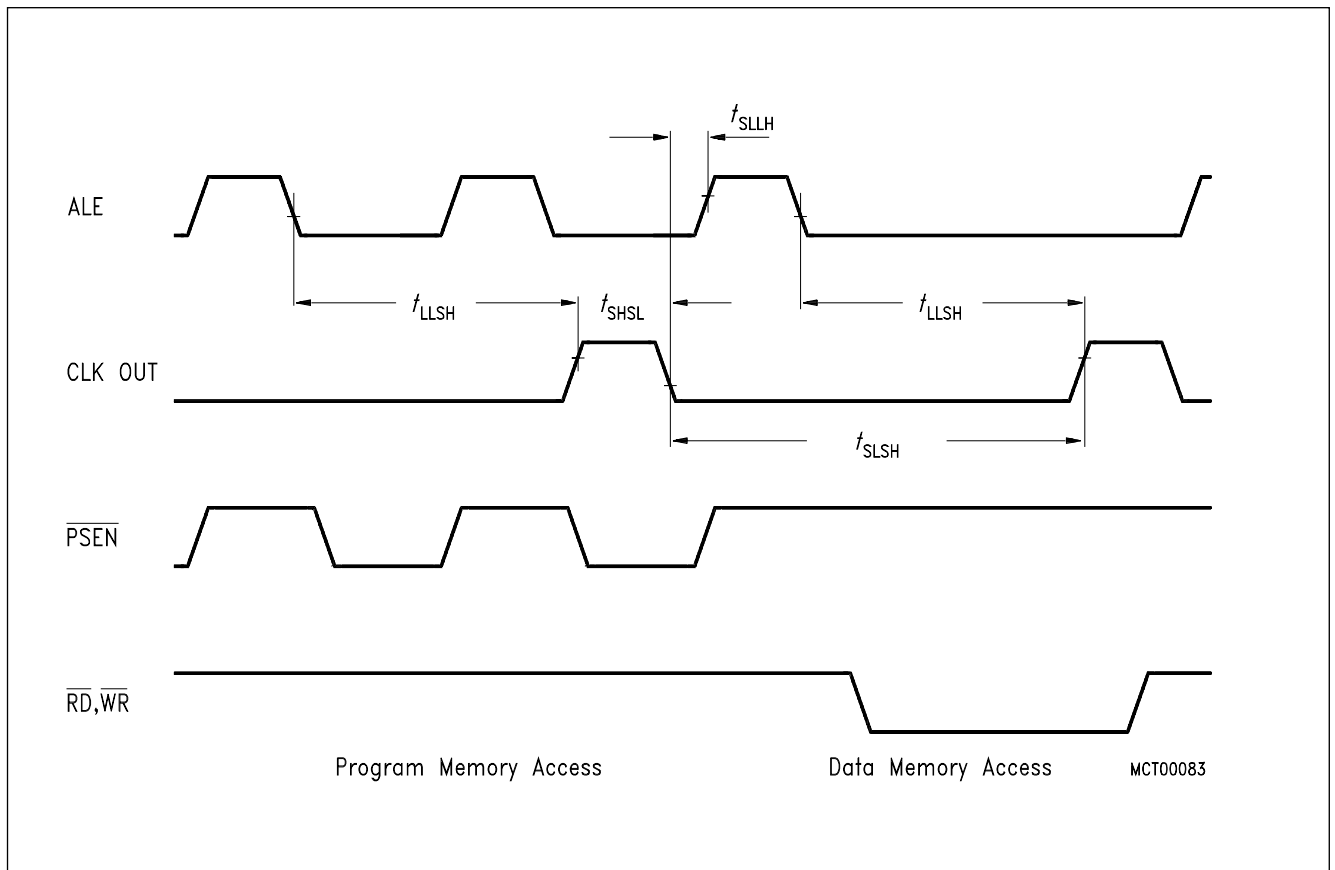 tSLLH
ALE
tLLSH tSHSL tLLSH
CLK OUT
tSLSH
PSEN
RD,WR
Program Memory Access Data Memory Access MCT00083